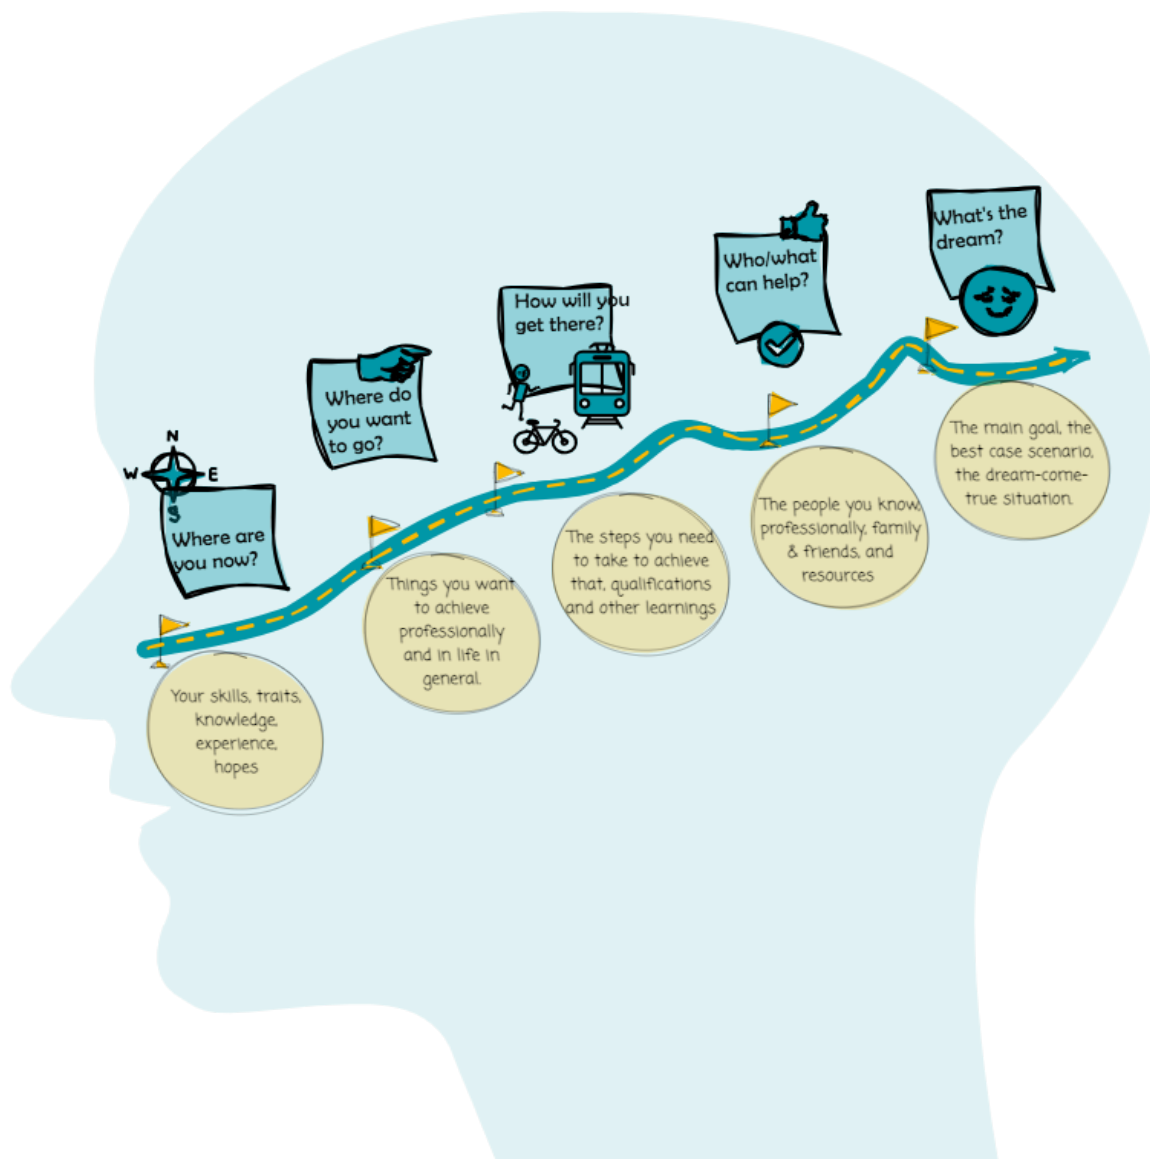 What's the
dream?
Who/what
can help?
How will you
get there?
Where do
you want
to go?
N
W
E
S
Where are
you now?
The main goal, the
best case scenario,
the dream-come-
true situation.
The people you know,
professionally, family
& friends, and
resources
The steps you need
to take to achieve
that, qualifications
and other learnings
Things you want
to achieve
professionally
and in life in
general.
Your skills, traits,
knowledge,
experience,
hopes